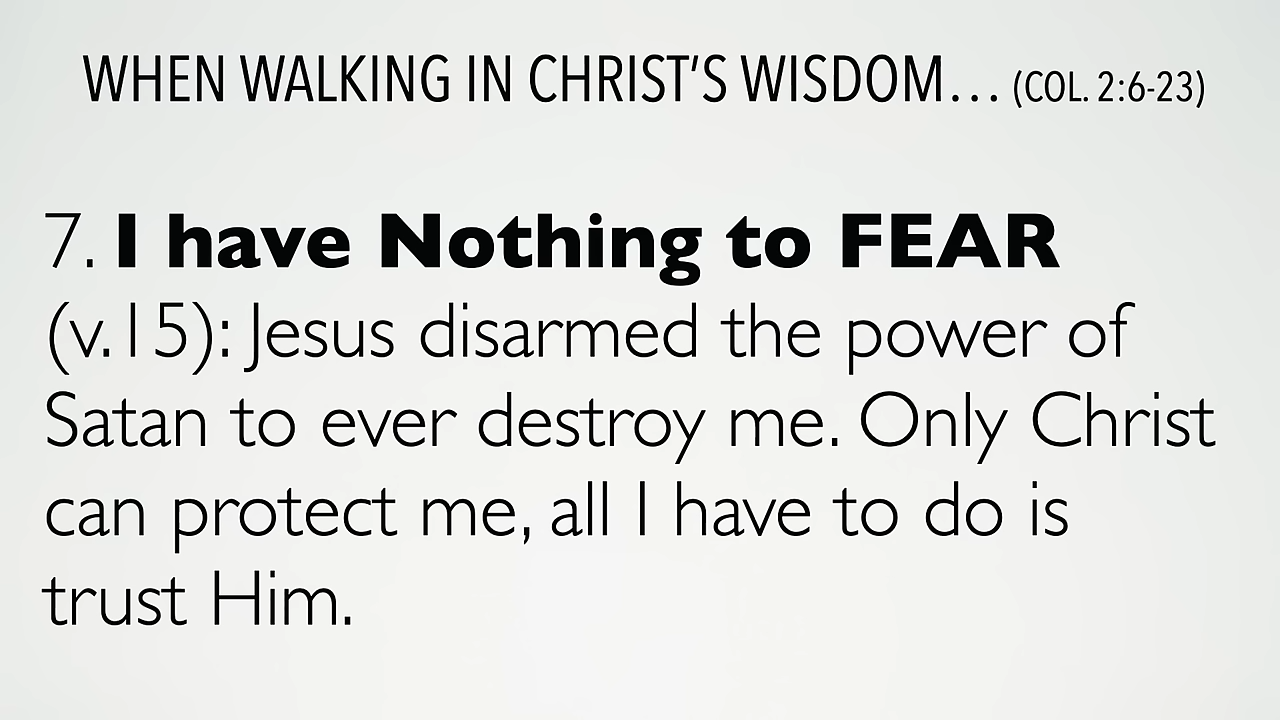 WHEN WALKING IN CHRIST’S WISDOM… (COL. 2:6-23)
7. I have Nothing to FEAR
(v.15): Jesus disarmed the power of
Satan to ever destroy me. Only Christ
can protect me, all I have to do is
trust Him.